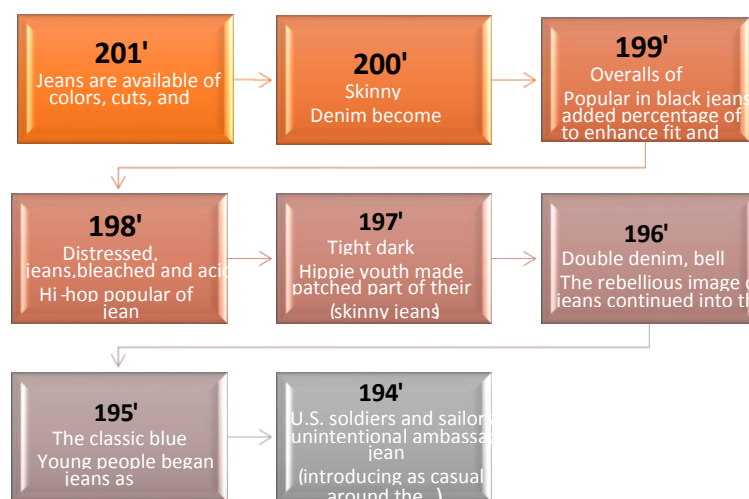 201'
Jeans are available of
colors, cuts, and
200'
Skinny
Denim become
199'
Overalls of
Popular in black jeans
added percentage of
to enhance fit and
198'
Distressed,
jeans,bleached and acid
Hi-hop popular of
jean
197'
Tight dark
Hippie youth made
patched part of their
(skinny jeans)
196'
Double denim, bell
The rebellious image
jeans continued into th
195'
The classic blue
Young people began
jeans as
194'
U.S. soldiers and sailors
unintentional ambassa
jean
(introducing as casual
around the...)